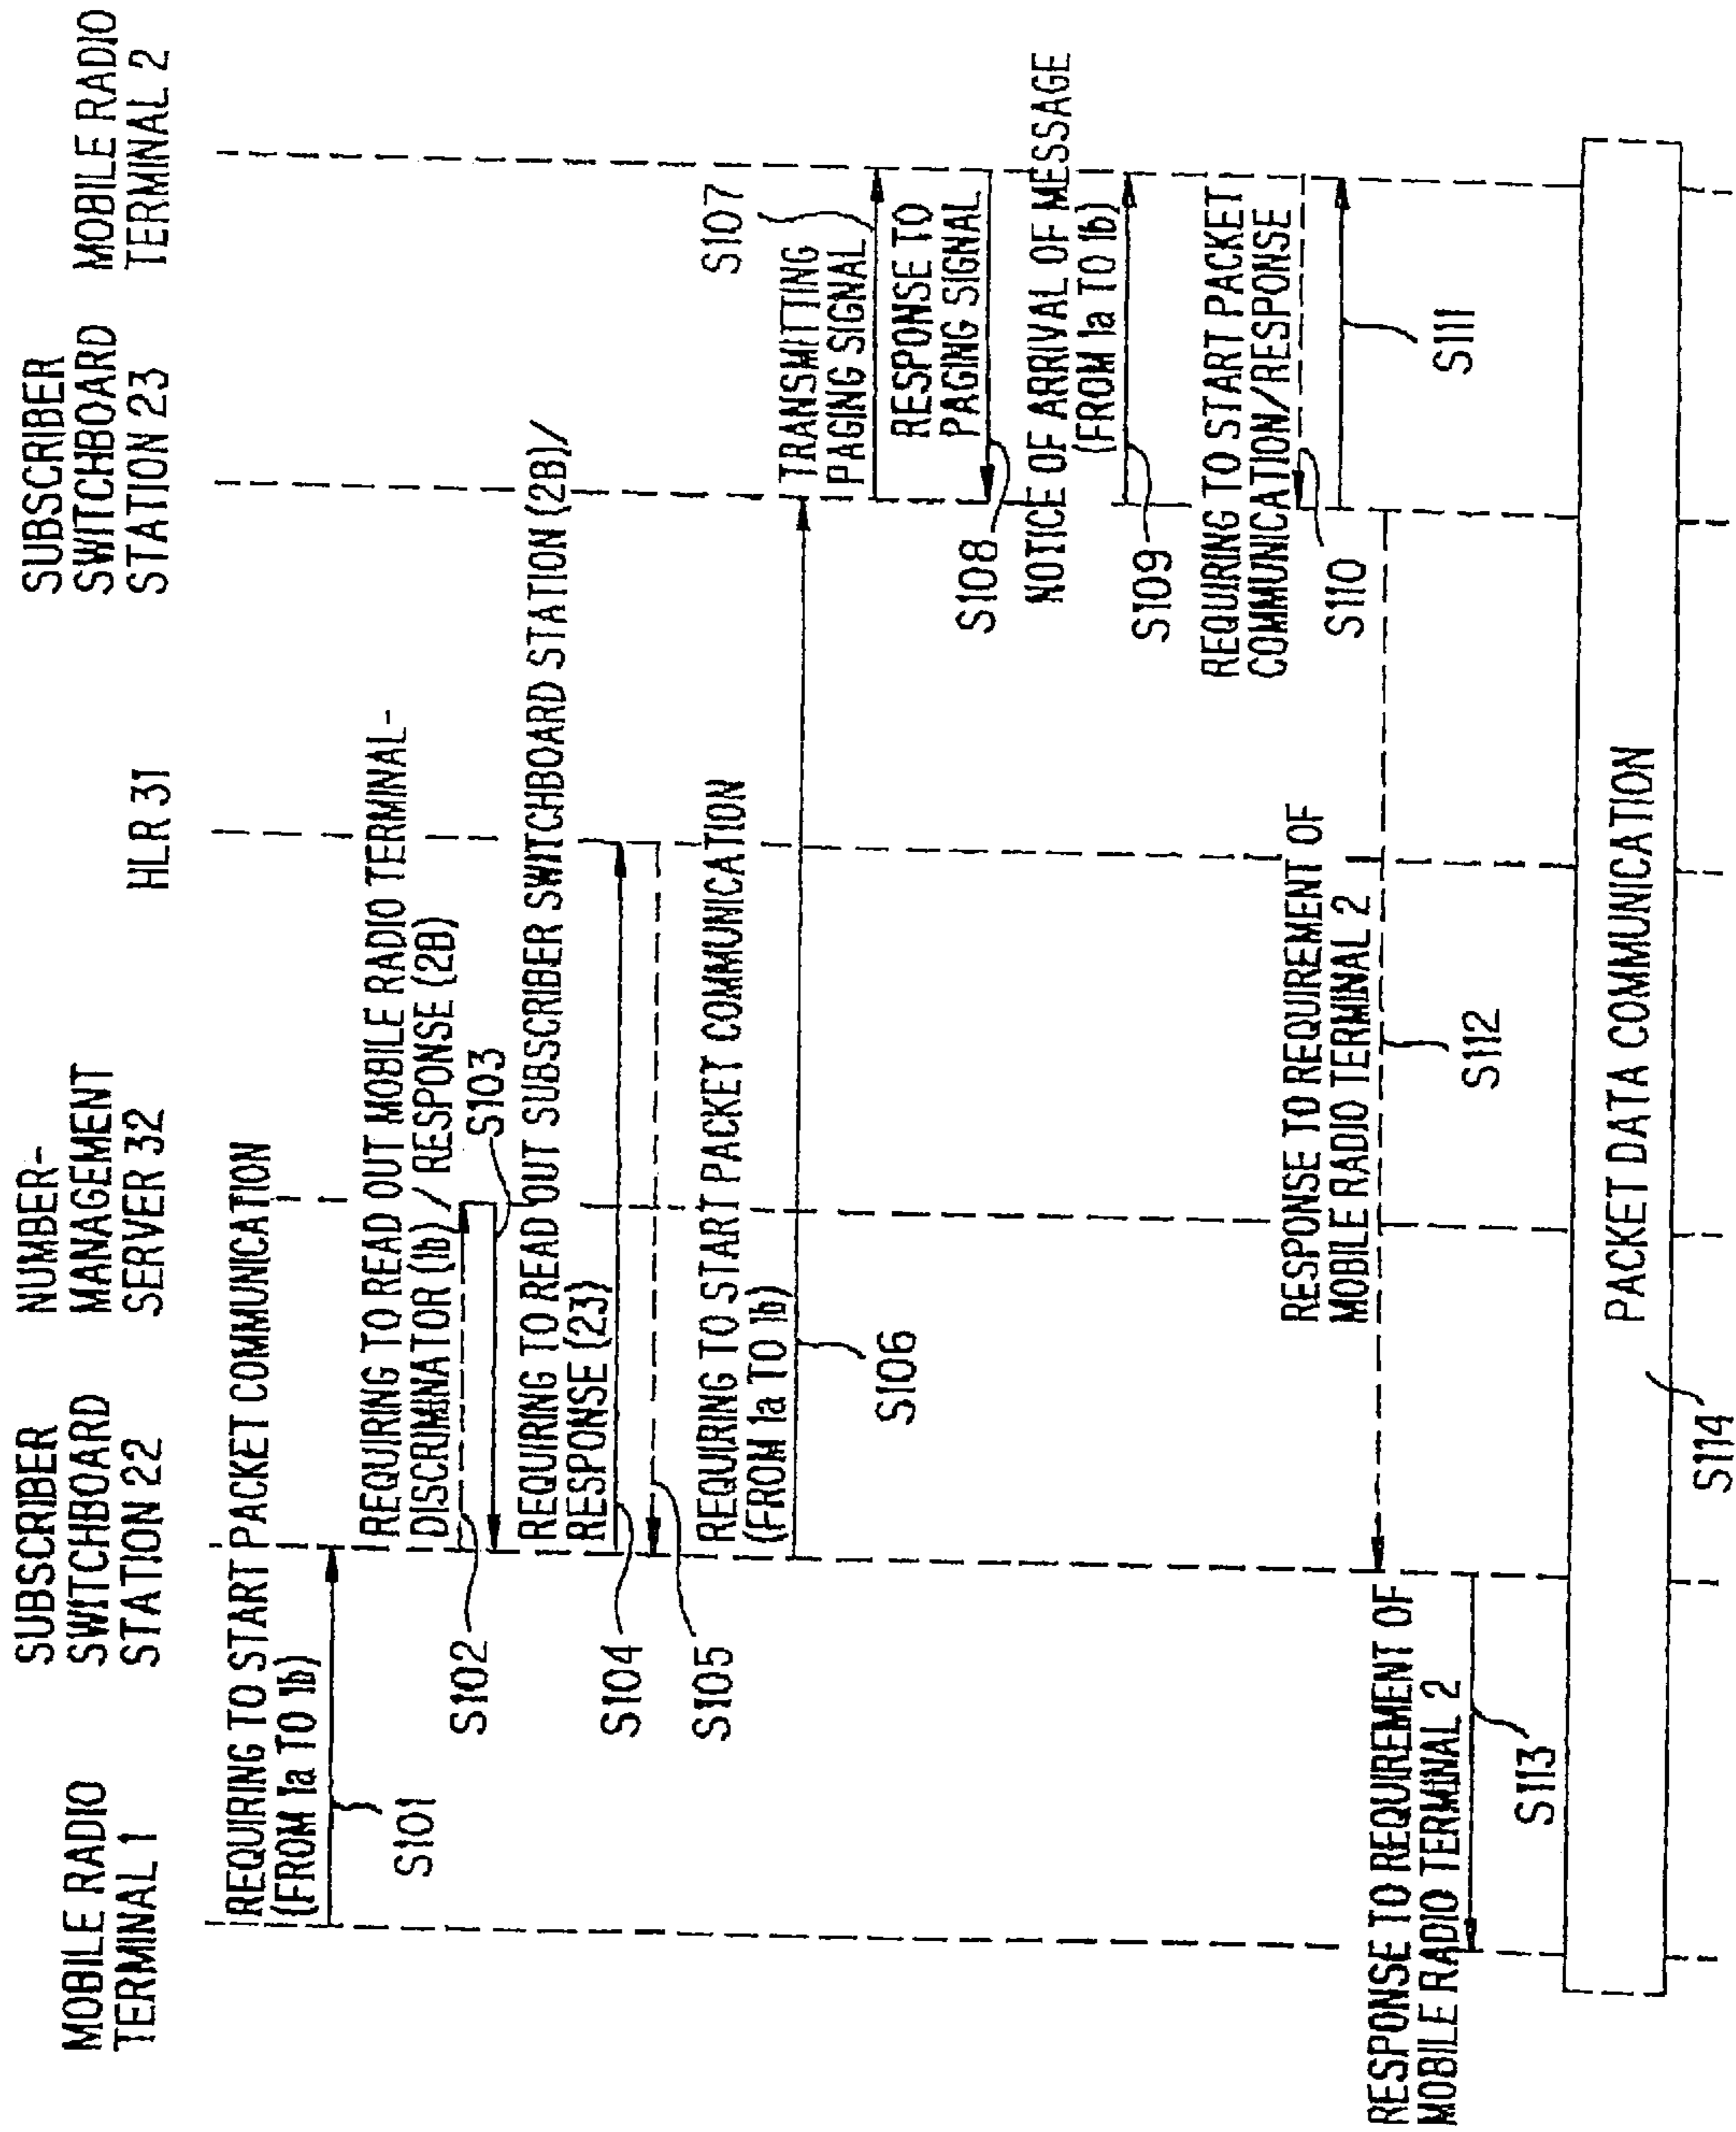 MOBILE RADIO
TERMINAL 1
SUBSCRIBER
SWITCHBOARD
STATION 22
NUMBER-
MANAGEMENT
SERVER 32
HLR 31
SUBSCRIBER
SWITCHBOARD
STATION 23
MOBILE RADIO
TERMINAL 2
REQUIRING TO START PACKET COMMUNICATION
(FROM 1a TO 1b)
S101
REQUIRING TO READ OUT MOBILE RADIO TERMINAL-
DISCRIMINATOR (1b) / RESPONSE (2B)
S102
S103
REQUIRING TO READ OUT SUBSCRIBER SWITCHBOARD STATION (2B)/
RESPONSE (23)
S104
S105
REQUIRING TO START PACKET COMMUNICATION
(FROM 1a TO 1b)
S106
S107
TRANSMITTING
PAGING SIGNAL
RESPONSE TO
PAGING SIGNAL
S108
NOTICE OF ARRIVAL OF MESSAGE
(FROM 1a TO 1b)
S109
REQUIRING TO START PACKET
COMMUNICATION/RESPONSE
S110
S111
RESPONSE TO REQUIREMENT OF
MOBILE RADIO TERMINAL 2
S112
RESPONSE TO REQUIREMENT OF
MOBILE RADIO TERMINAL 2
S113
PACKET DATA COMMUNICATION
S114